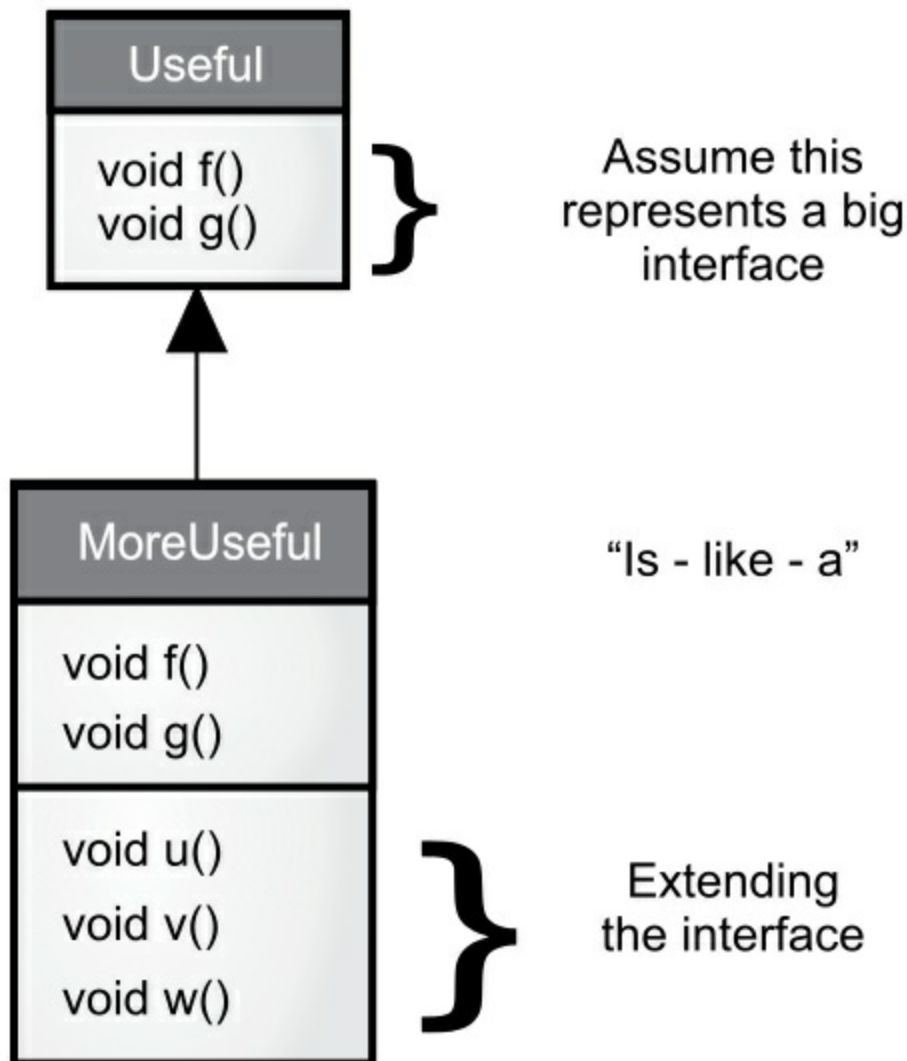 Useful
void f()
void g()
}
Assume this
represents a big
interface
MoreUseful
“Is - like - a”
void f()
void g()
void u()
void v()
void w()
}
Extending
the interface